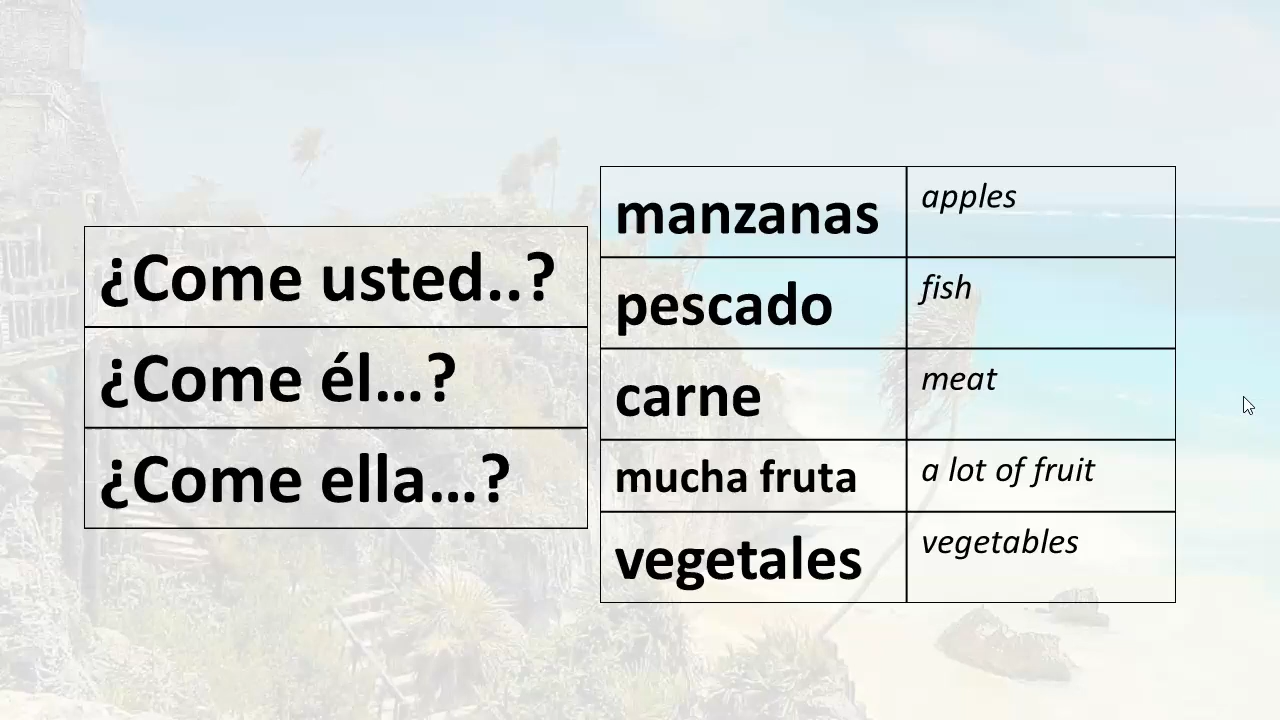 ¿Come usted..?
¿Come él...?
¿Come ella...?
manzanas apples
pescado fish
carne meat
mucha fruta a lot of fruit
vegetales vegetables